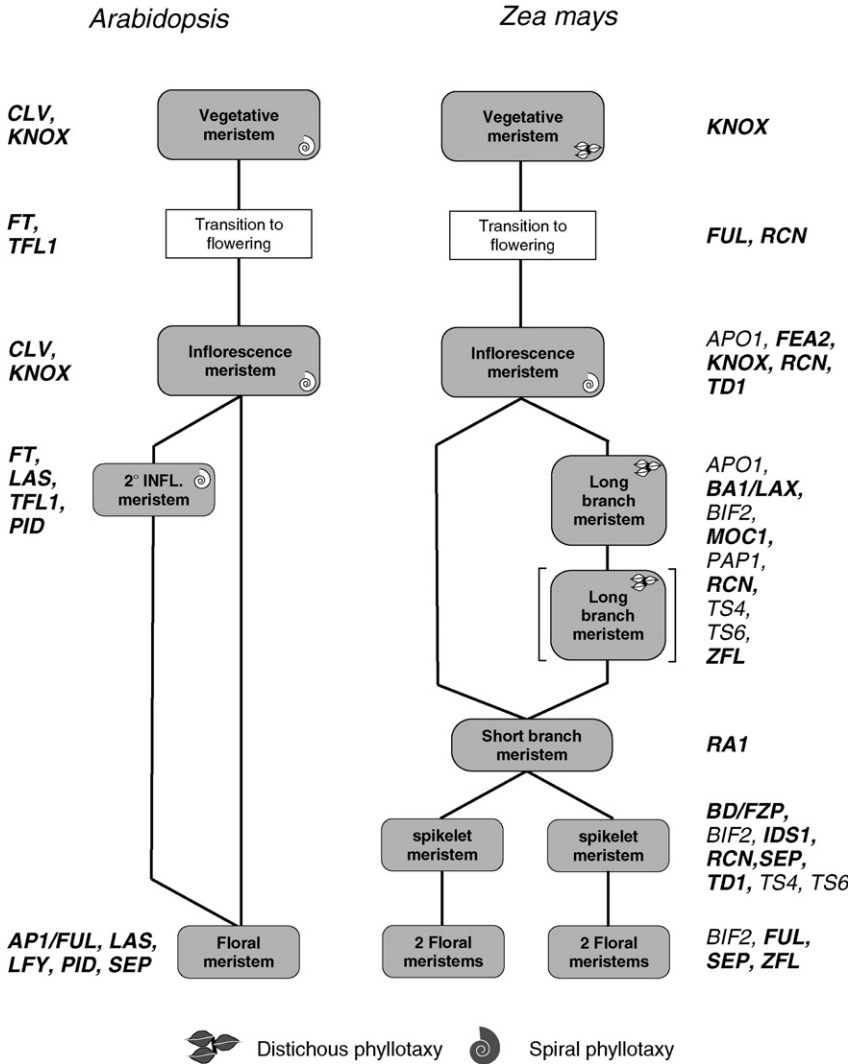 Arabidopsis
Zea mays
CLV,
KNOX
Vegetative
meristem
Vegetative
meristem
KNOX
FT,
TFL1
Transition to
flowering
Transition to
flowering
FUL, RCN
CLV,
KNOX
Inflorescence
meristem
Inflorescence
meristem
APO1, FEA2,
KNOX, RCN,
TD1
FT,
LAS,
TFL1,
PID
2° INFL.
meristem
Long
branch
meristem
Long
branch
meristem
APO1,
BA1/LAX,
BIF2,
MOC1,
PAP1,
RCN,
TS4,
TS6,
ZFL
Short branch
meristem
RA1
spikelet
meristem
spikelet
meristem
BD/FZP,
BIF2, IDS1,
RCN,SEP,
TD1, TS4, TS6
AP1/FUL, LAS,
LFY, PID, SEP
Floral
meristem
2 Floral
meristems
2 Floral
meristems
BIF2, FUL,
SEP, ZFL
Distichous phyllotaxy
Spiral phyllotaxy